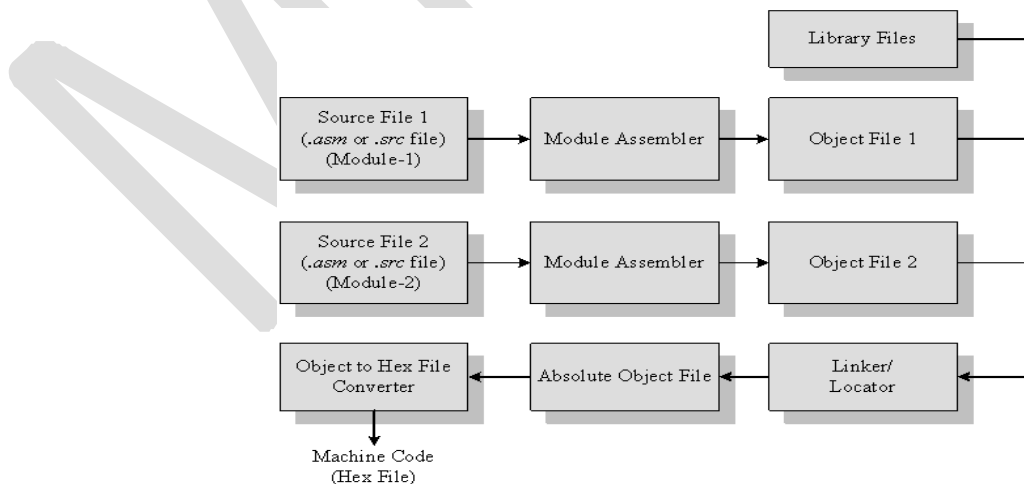 Library Files
Source File 1
(.asm or .src file)
(Module-1)
Module Assembler
Object File 1
Source File 2
(.asm or .src file)
(Module-2)
Module Assembler
Object File 2
Object to Hex File
Converter
Absolute Object File
Linker/
Locator
Machine Code
(Hex File)